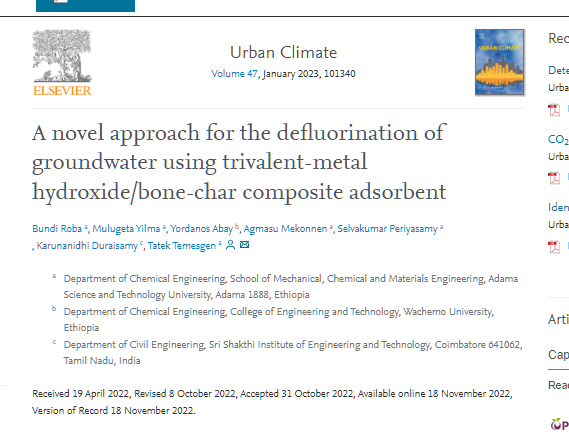 Urban Climate
Volume 47, January 2023, 101340
ELSEVIER
URBAN CLIMATE
A novel approach for the defluorination of
groundwater using trivalent-metal
hydroxide/bone-char composite adsorbent
Bundi Roba a, Mulugeta Yilma a, Yordanos Abay b, Agmasu Mekonnen a, Selvakumar Periyasamy a
, Karunanidhi Duraisamy c, Tatek Temesgen a
a Department of Chemical Engineering, School of Mechanical, Chemical and Materials Engineering, Adama
Science and Technology University, Adama 1888, Ethiopia
b Department of Chemical Engineering, College of Engineering and Technology, Wachemo University,
Ethiopia
c Department of Civil Engineering, Sri Shakthi Institute of Engineering and Technology, Coimbatore 641062,
Tamil Nadu, India
Received 19 April 2022, Revised 8 October 2022, Accepted 31 October 2022, Available online 18 November 2022,
Version of Record 18 November 2022.
Rec
Dete
Urba
CO2
Urba
Iden
Urba
Arti
Cap
Read